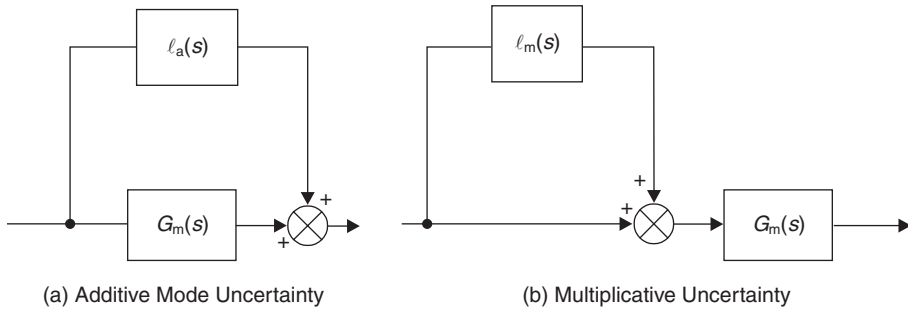 ℓa(s)
ℓm(s)
+
+
+
+
Gm(s)
Gm(s)
(a) Additive Mode Uncertainty
(b) Multiplicative Uncertainty